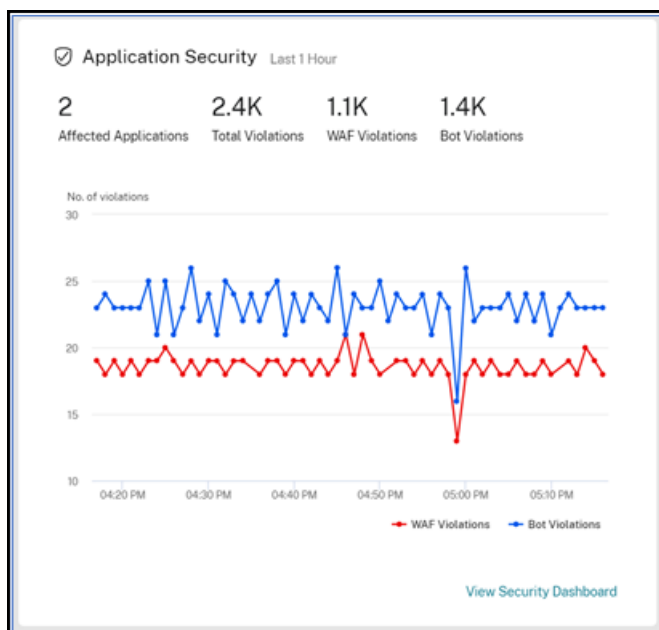 Application Security Last 1 Hour
2 2.4K 1.1K 1.4K
Affected Applications Total Violations WAF Violations Bot Violations
No. of violations
30
25
20
15
10
04:20 PM 04:30 PM 04:40 PM 04:50 PM 05:00 PM 05:10 PM
WAF Violations Bot Violations
View Security Dashboard